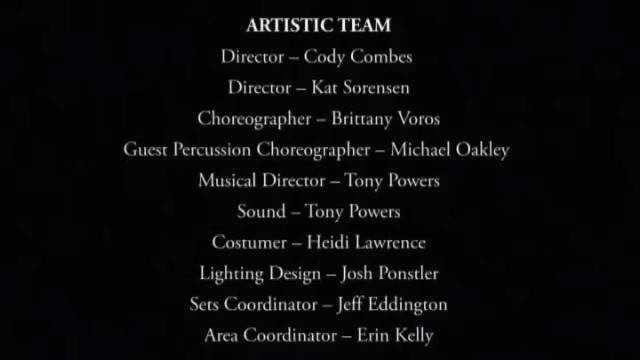 ARTISTIC TEAM
Director – Cody Combes
Director – Kat Sorensen
Choreographer – Brittany Voros
Guest Percussion Choreographer – Michael Oakley
Musical Director – Tony Powers
Sound – Tony Powers
Costumer – Heidi Lawrence
Lighting Design – Josh Ponstler
Sets Coordinator – Jeff Eddington
Area Coordinator – Erin Kelly